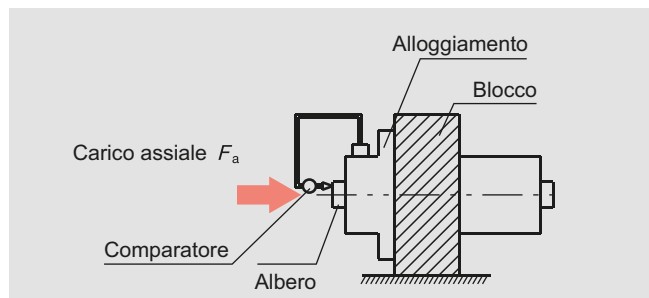 Alloggiamento
Blocco
Carico assiale Fa
Comparatore
Albero